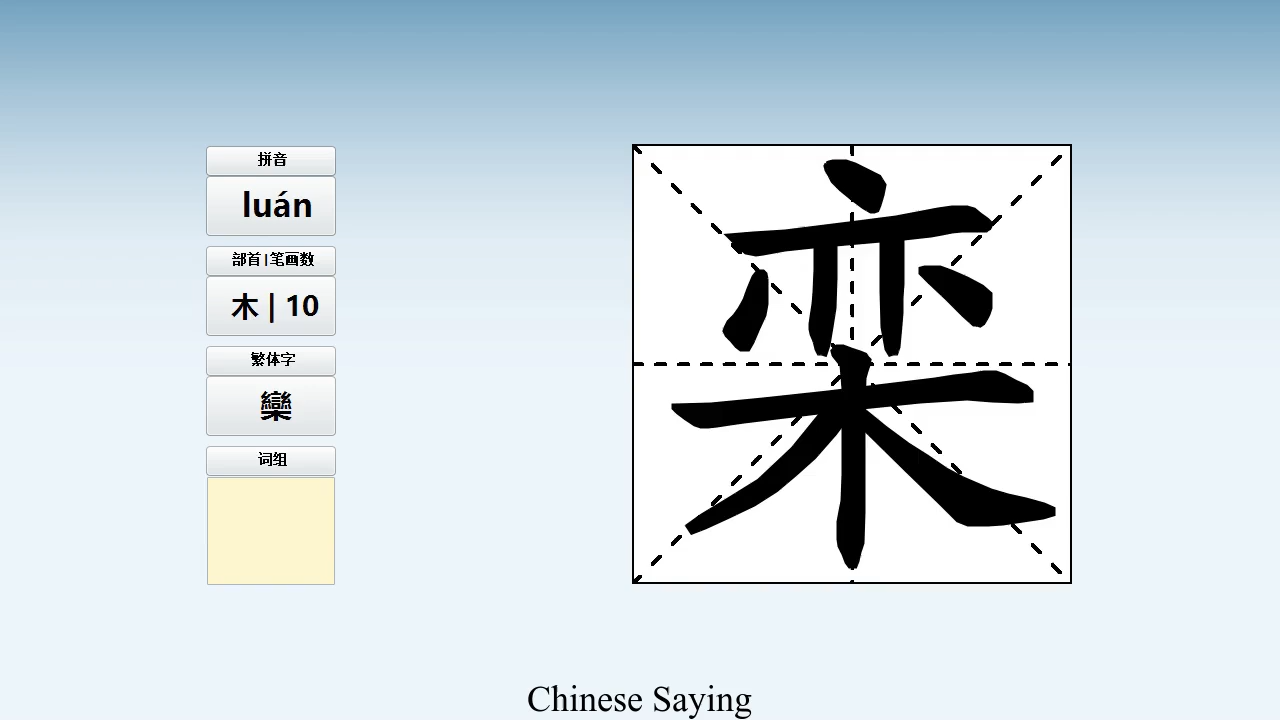 拼音
luán
部首|笔画数
木 | 10
繁体字
欒
词组
栾
Chinese Saying